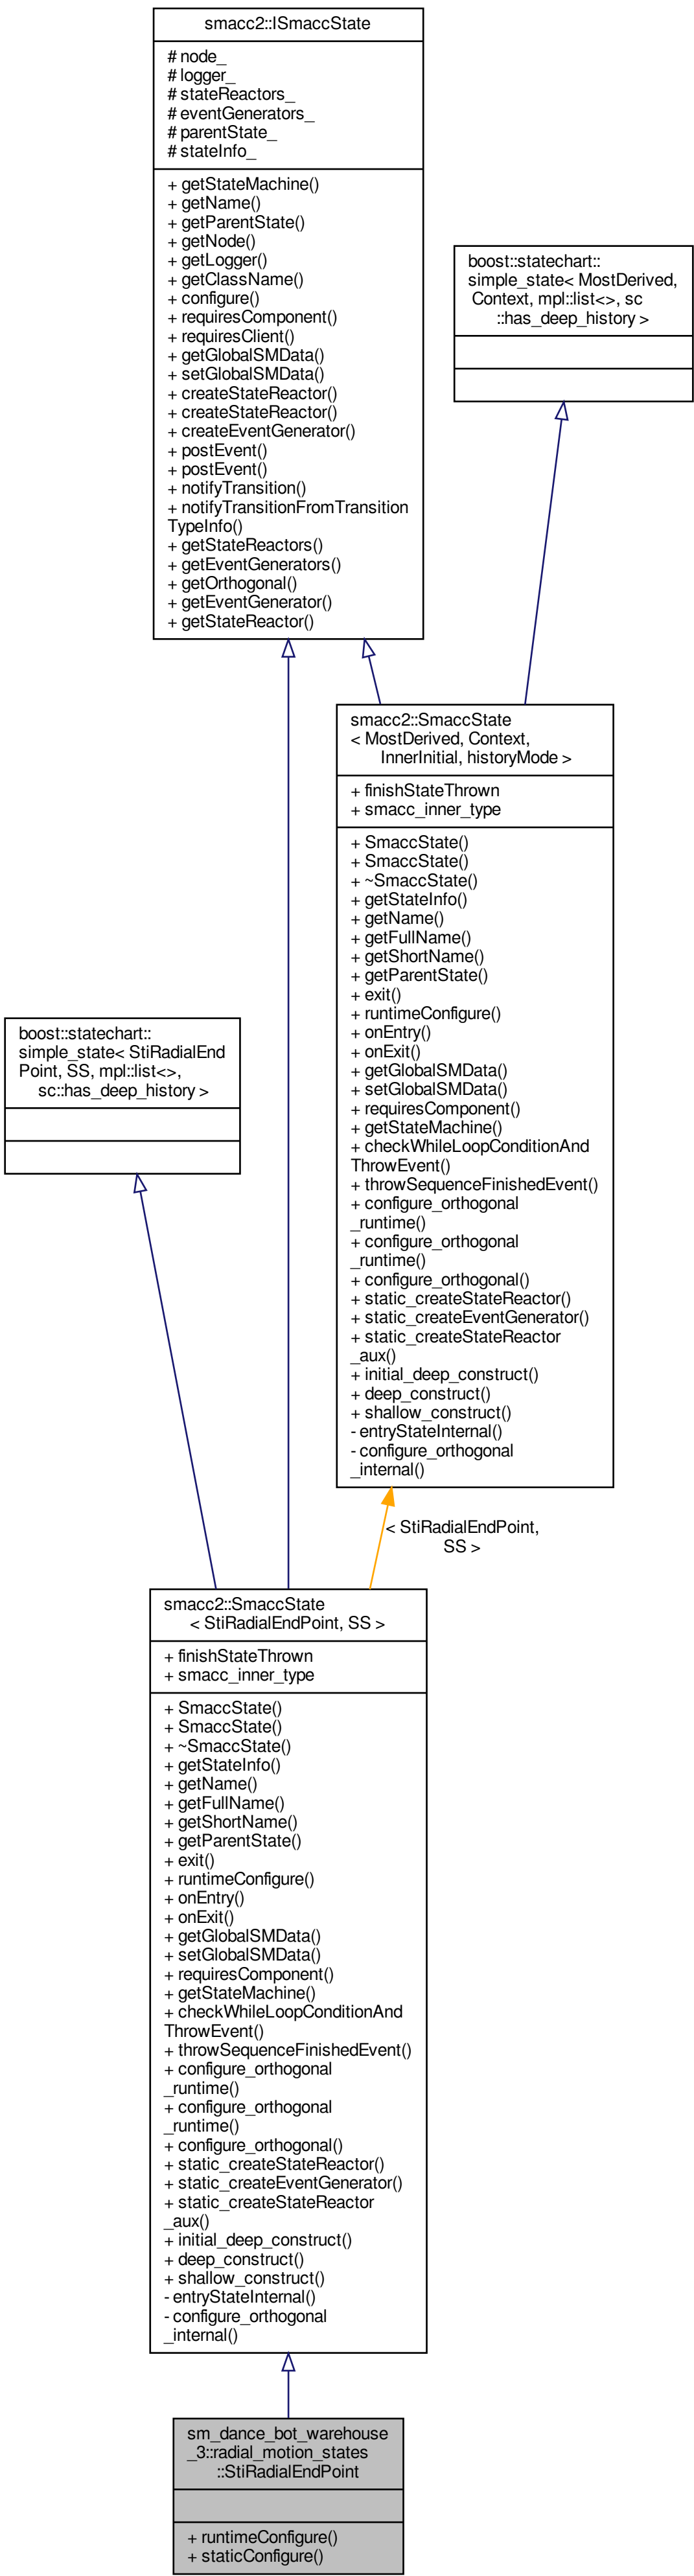 smacc2::ISmaccState
# node_
# logger_
# stateReactors_
# eventGenerators_
# parentState_
# stateInfo_
+ getStateMachine()
+ getName()
+ getParentState()
+ getNode()
+ getLogger()
+ getClassName()
+ configure()
+ requiresComponent()
+ requiresClient()
+ getGlobalSMData()
+ setGlobalSMData()
+ createStateReactor()
+ createStateReactor()
+ createEventGenerator()
+ postEvent()
+ postEvent()
+ notifyTransition()
+ notifyTransitionFromTransition
TypeInfo()
+ getStateReactors()
+ getEventGenerators()
+ getOrthogonal()
+ getEventGenerator()
+ getStateReactor()
boost::statechart::
simple_state< MostDerived,
Context, mpl::list<>, sc
::has_deep_history >
smacc2::SmaccState
< MostDerived, Context,
InnerInitial, historyMode >
+ finishStateThrown
+ smacc_inner_type
+ SmaccState()
+ SmaccState()
+ ~SmaccState()
+ getStateInfo()
+ getName()
+ getFullName()
+ getShortName()
+ getParentState()
+ exit()
+ runtimeConfigure()
+ onEntry()
+ onExit()
+ getGlobalSMData()
+ setGlobalSMData()
+ requiresComponent()
+ getStateMachine()
+ checkWhileLoopConditionAnd
ThrowEvent()
+ throwSequenceFinishedEvent()
+ configure_orthogonal
_runtime()
+ configure_orthogonal
_runtime()
+ configure_orthogonal()
+ static_createStateReactor()
+ static_createEventGenerator()
+ static_createStateReactor
_aux()
+ initial_deep_construct()
+ deep_construct()
+ shallow_construct()
- entryStateInternal()
- configure_orthogonal
_internal()
boost::statechart::
simple_state< StiRadialEnd
Point, SS, mpl::list<>,
sc::has_deep_history >
< StiRadialEndPoint,
SS >
smacc2::SmaccState
< StiRadialEndPoint, SS >
+ finishStateThrown
+ smacc_inner_type
+ SmaccState()
+ SmaccState()
+ ~SmaccState()
+ getStateInfo()
+ getName()
+ getFullName()
+ getShortName()
+ getParentState()
+ exit()
+ runtimeConfigure()
+ onEntry()
+ onExit()
+ getGlobalSMData()
+ setGlobalSMData()
+ requiresComponent()
+ getStateMachine()
+ checkWhileLoopConditionAnd
ThrowEvent()
+ throwSequenceFinishedEvent()
+ configure_orthogonal
_runtime()
+ configure_orthogonal
_runtime()
+ configure_orthogonal()
+ static_createStateReactor()
+ static_createEventGenerator()
+ static_createStateReactor
_aux()
+ initial_deep_construct()
+ deep_construct()
+ shallow_construct()
- entryStateInternal()
- configure_orthogonal
_internal()
sm_dance_bot_warehouse
_3::radial_motion_states
::StiRadialEndPoint
+ runtimeConfigure()
+ staticConfigure()